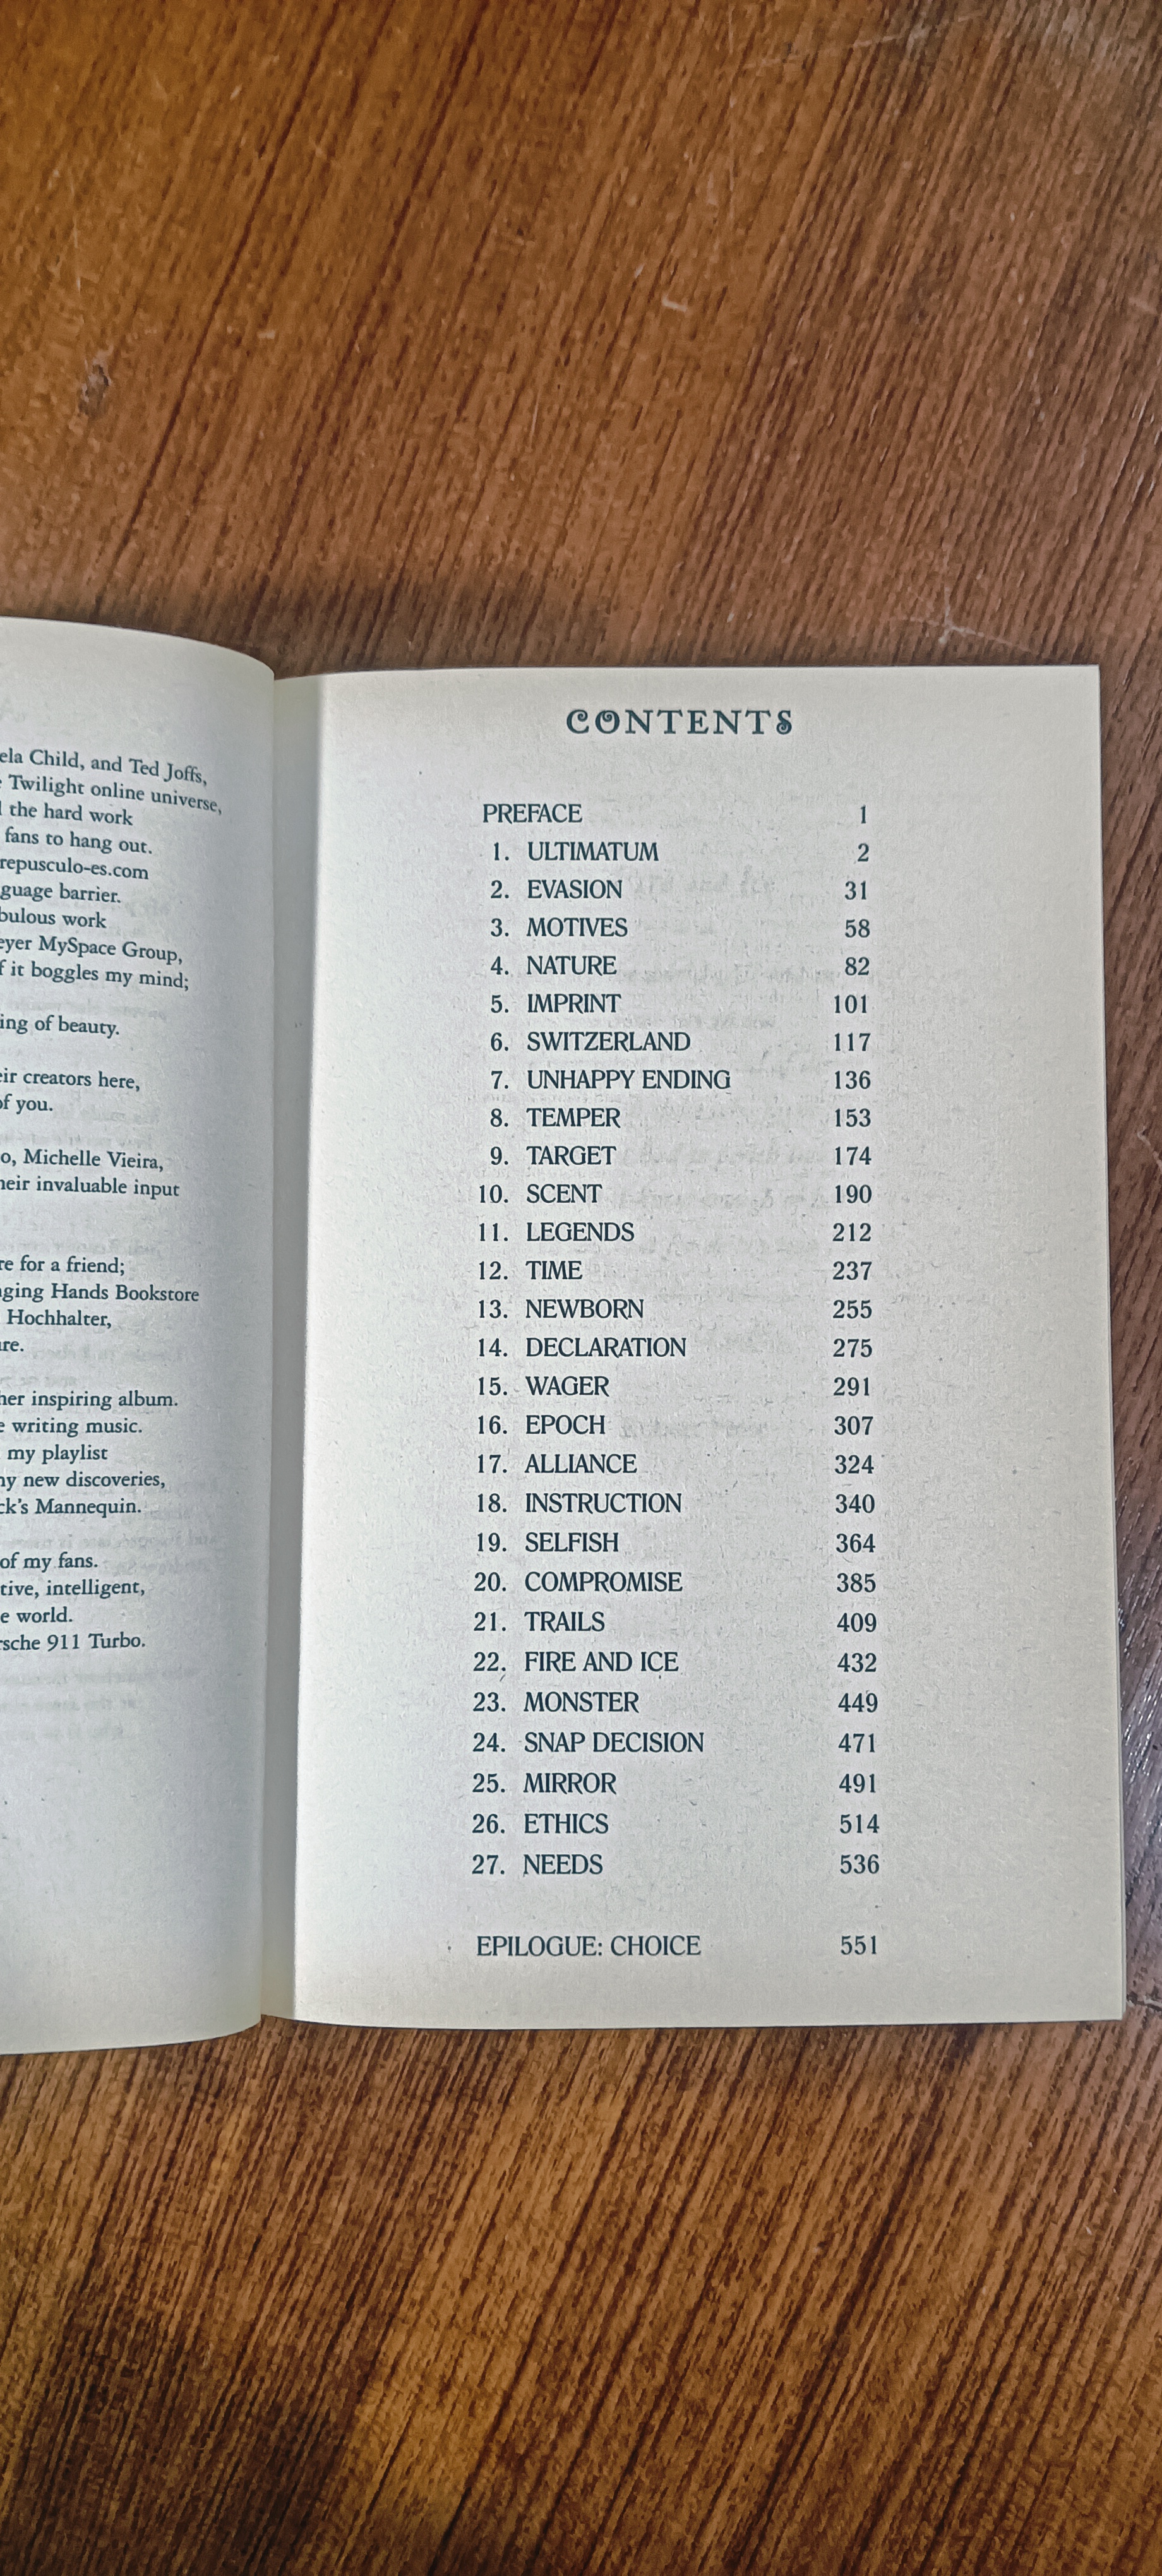 ela Child, and Ted Joffs,
Twilight online universe,
the hard work
fans to hang out.
repusculo-es.com
guage barrier.
bulous work
eyer MySpace Group,
f it boggles my mind;
ing of beauty.
eir creators here,
of you.
o, Michelle Vieira,
heir invaluable input
re for a friend;
ging Hands Bookstore
Hochhalter,
re.
her inspiring album.
e writing music.
my playlist
ny new discoveries,
ck's Mannequin.
of my fans.
tive, intelligent,
e world.
rsche 911 Turbo.
CONTENTS
PREFACE 1
1. ULTIMATUM 2
2. EVASION 31
3. MOTIVES 58
4. NATURE 82
5. IMPRINT 101
6. SWITZERLAND 117
7. UNHAPPY ENDING 136
8. TEMPER 153
9. TARGET 174
10. SCENT 190
11. LEGENDS 212
12. TIME 237
13. NEWBORN 255
14. DECLARATION 275
15. WAGER 291
16. EPOCH 307
17. ALLIANCE 324
18. INSTRUCTION 340
19. SELFISH 364
20. COMPROMISE 385
21. TRAILS 409
22. FIRE AND ICE 432
23. MONSTER 449
24. SNAP DECISION 471
25. MIRROR 491
26. ETHICS 514
27. NEEDS 536
EPILOGUE: CHOICE 551